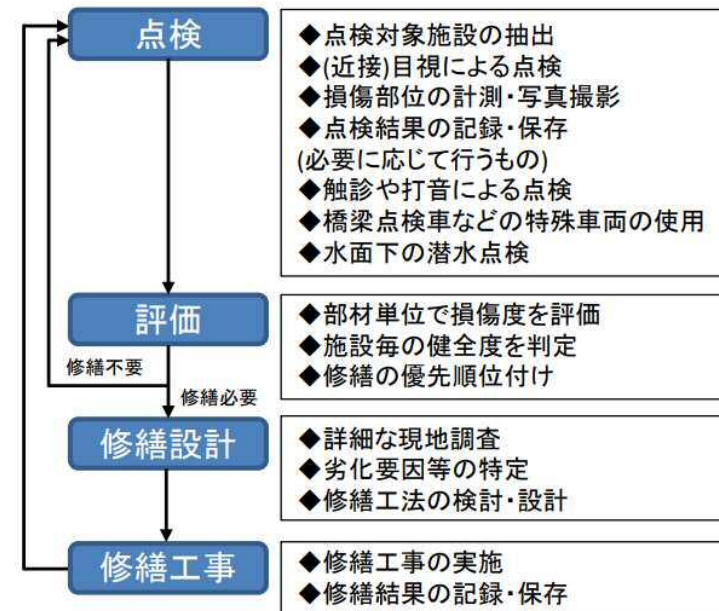 点検
◆点検対象施設の抽出
◆(近接)目視による点検
◆損傷部位の計測・写真撮影
◆点検結果の記録・保存
(必要に応じて行うもの)
◆触診や打音による点検
◆橋梁点検車などの特殊車両の使用
◆水面下の潜水点検
評価
◆部材単位で損傷度を評価
◆施設毎の健全度を判定
◆修繕の優先順位付け
修繕不要
修繕必要
修繕設計
◆詳細な現地調査
◆劣化要因等の特定
◆修繕工法の検討・設計
修繕工事
◆修繕工事の実施
◆修繕結果の記録・保存